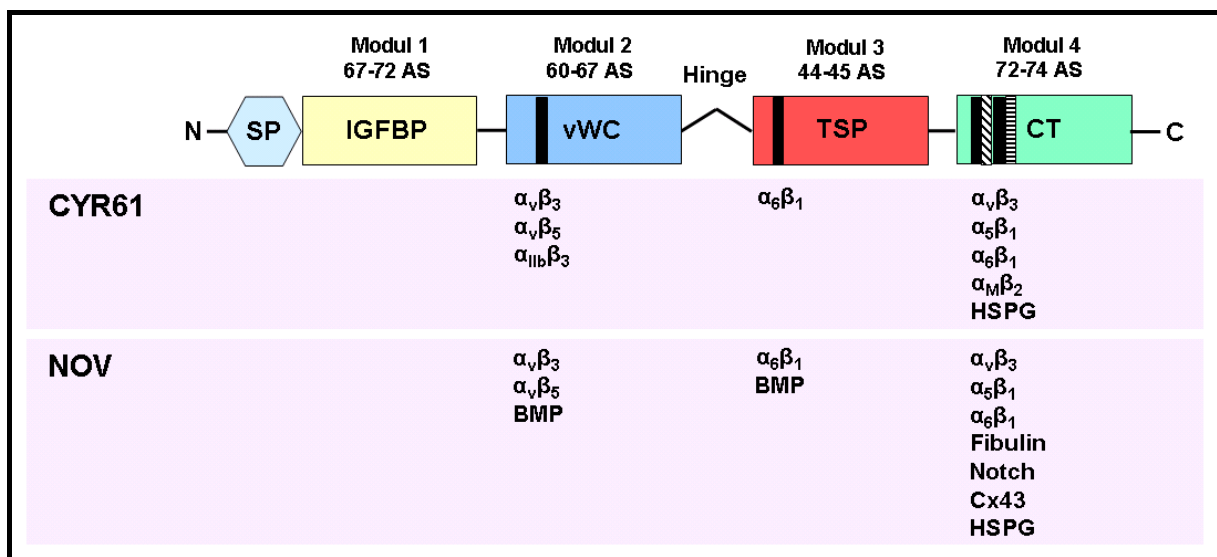 Modul 1
67-72 AS
Modul 2
60-67 AS
Hinge
Modul 3
44-45 AS
Modul 4
72-74 AS
N
SP
IGFBP
vWC
TSP
CT
C
CYR61
αvβ3
αvβ5
αIIbβ3
α6β1
αvβ3
α5β1
α6β1
αMβ2
HSPG
NOV
αvβ3
αvβ5
BMP
α6β1
BMP
αvβ3
α5β1
α6β1
Fibulin
Notch
Cx43
HSPG